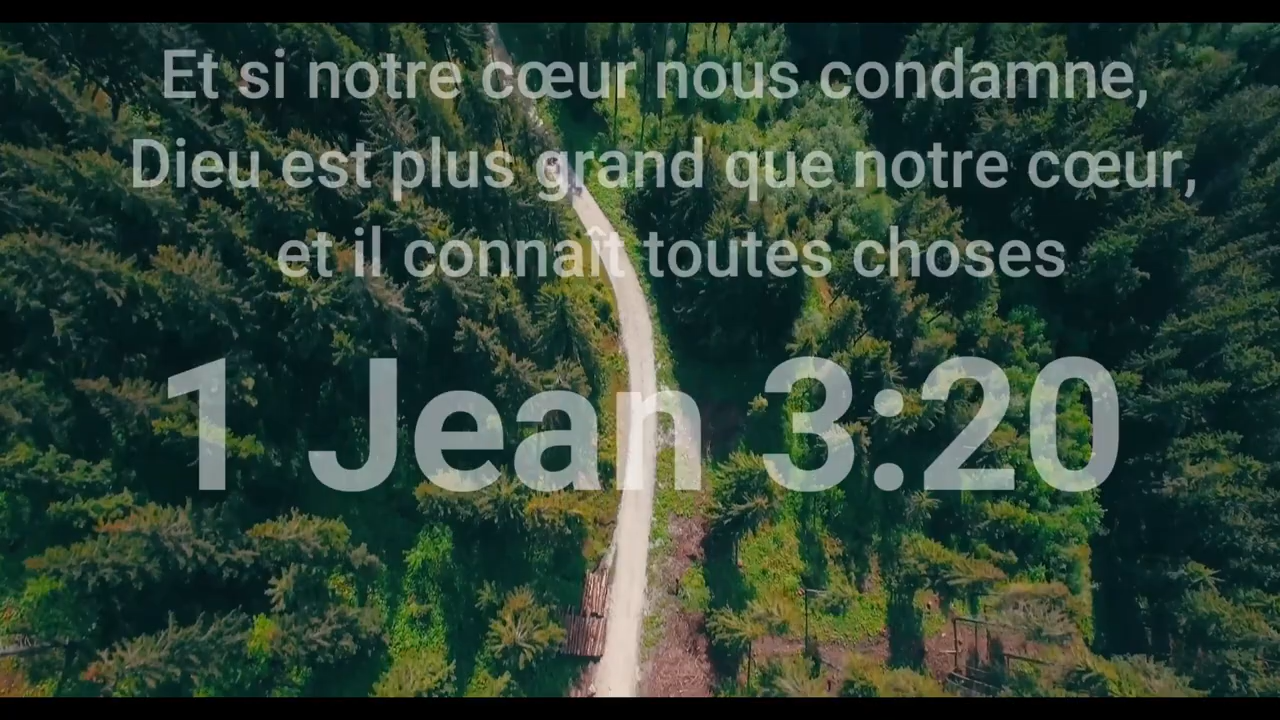 Et si notre cœur nous condamne,
Dieu est plus grand que notre cœur,
et il connaît toutes choses
1 Jean 3:20